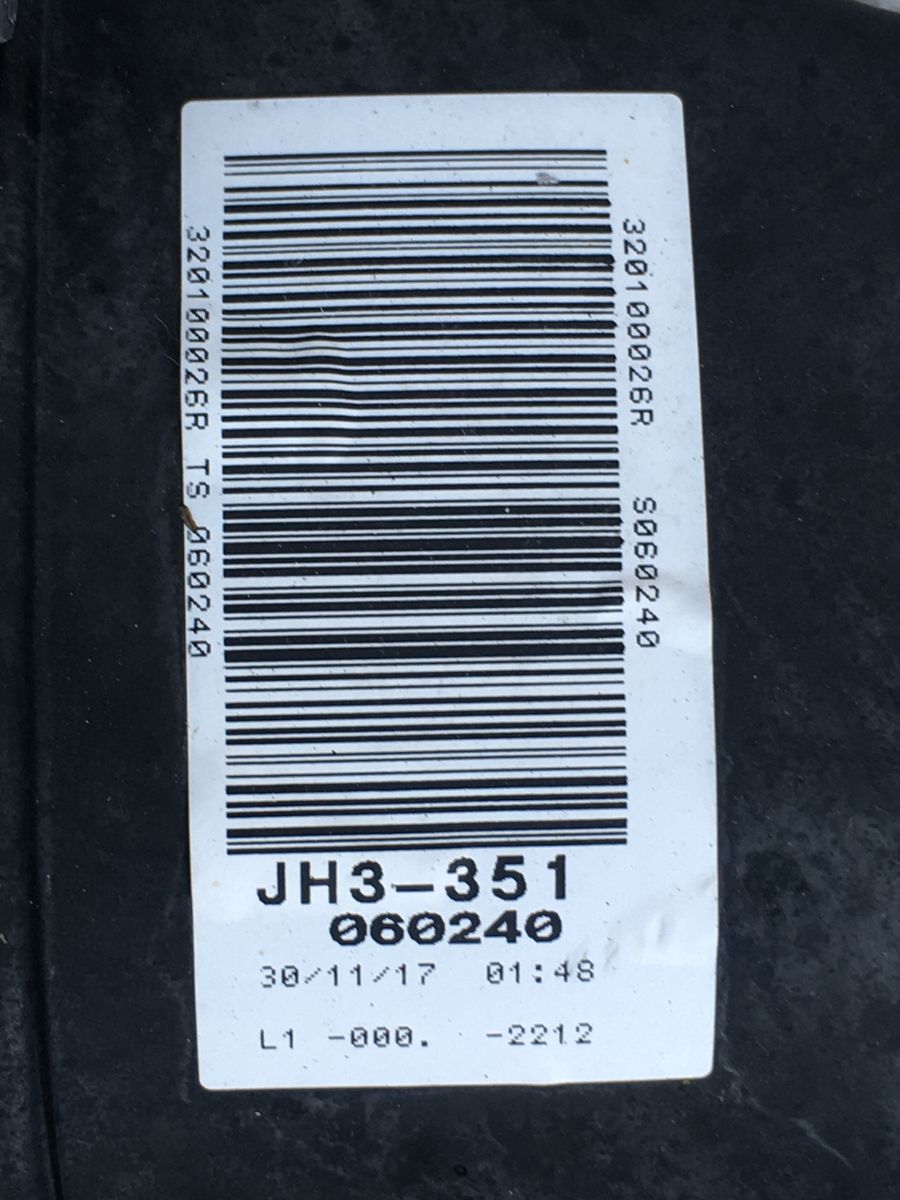 320100026R TS 060240
320100026R S060240
JH3-351
060240
30/11/17 01:48
L1 -000. -2212